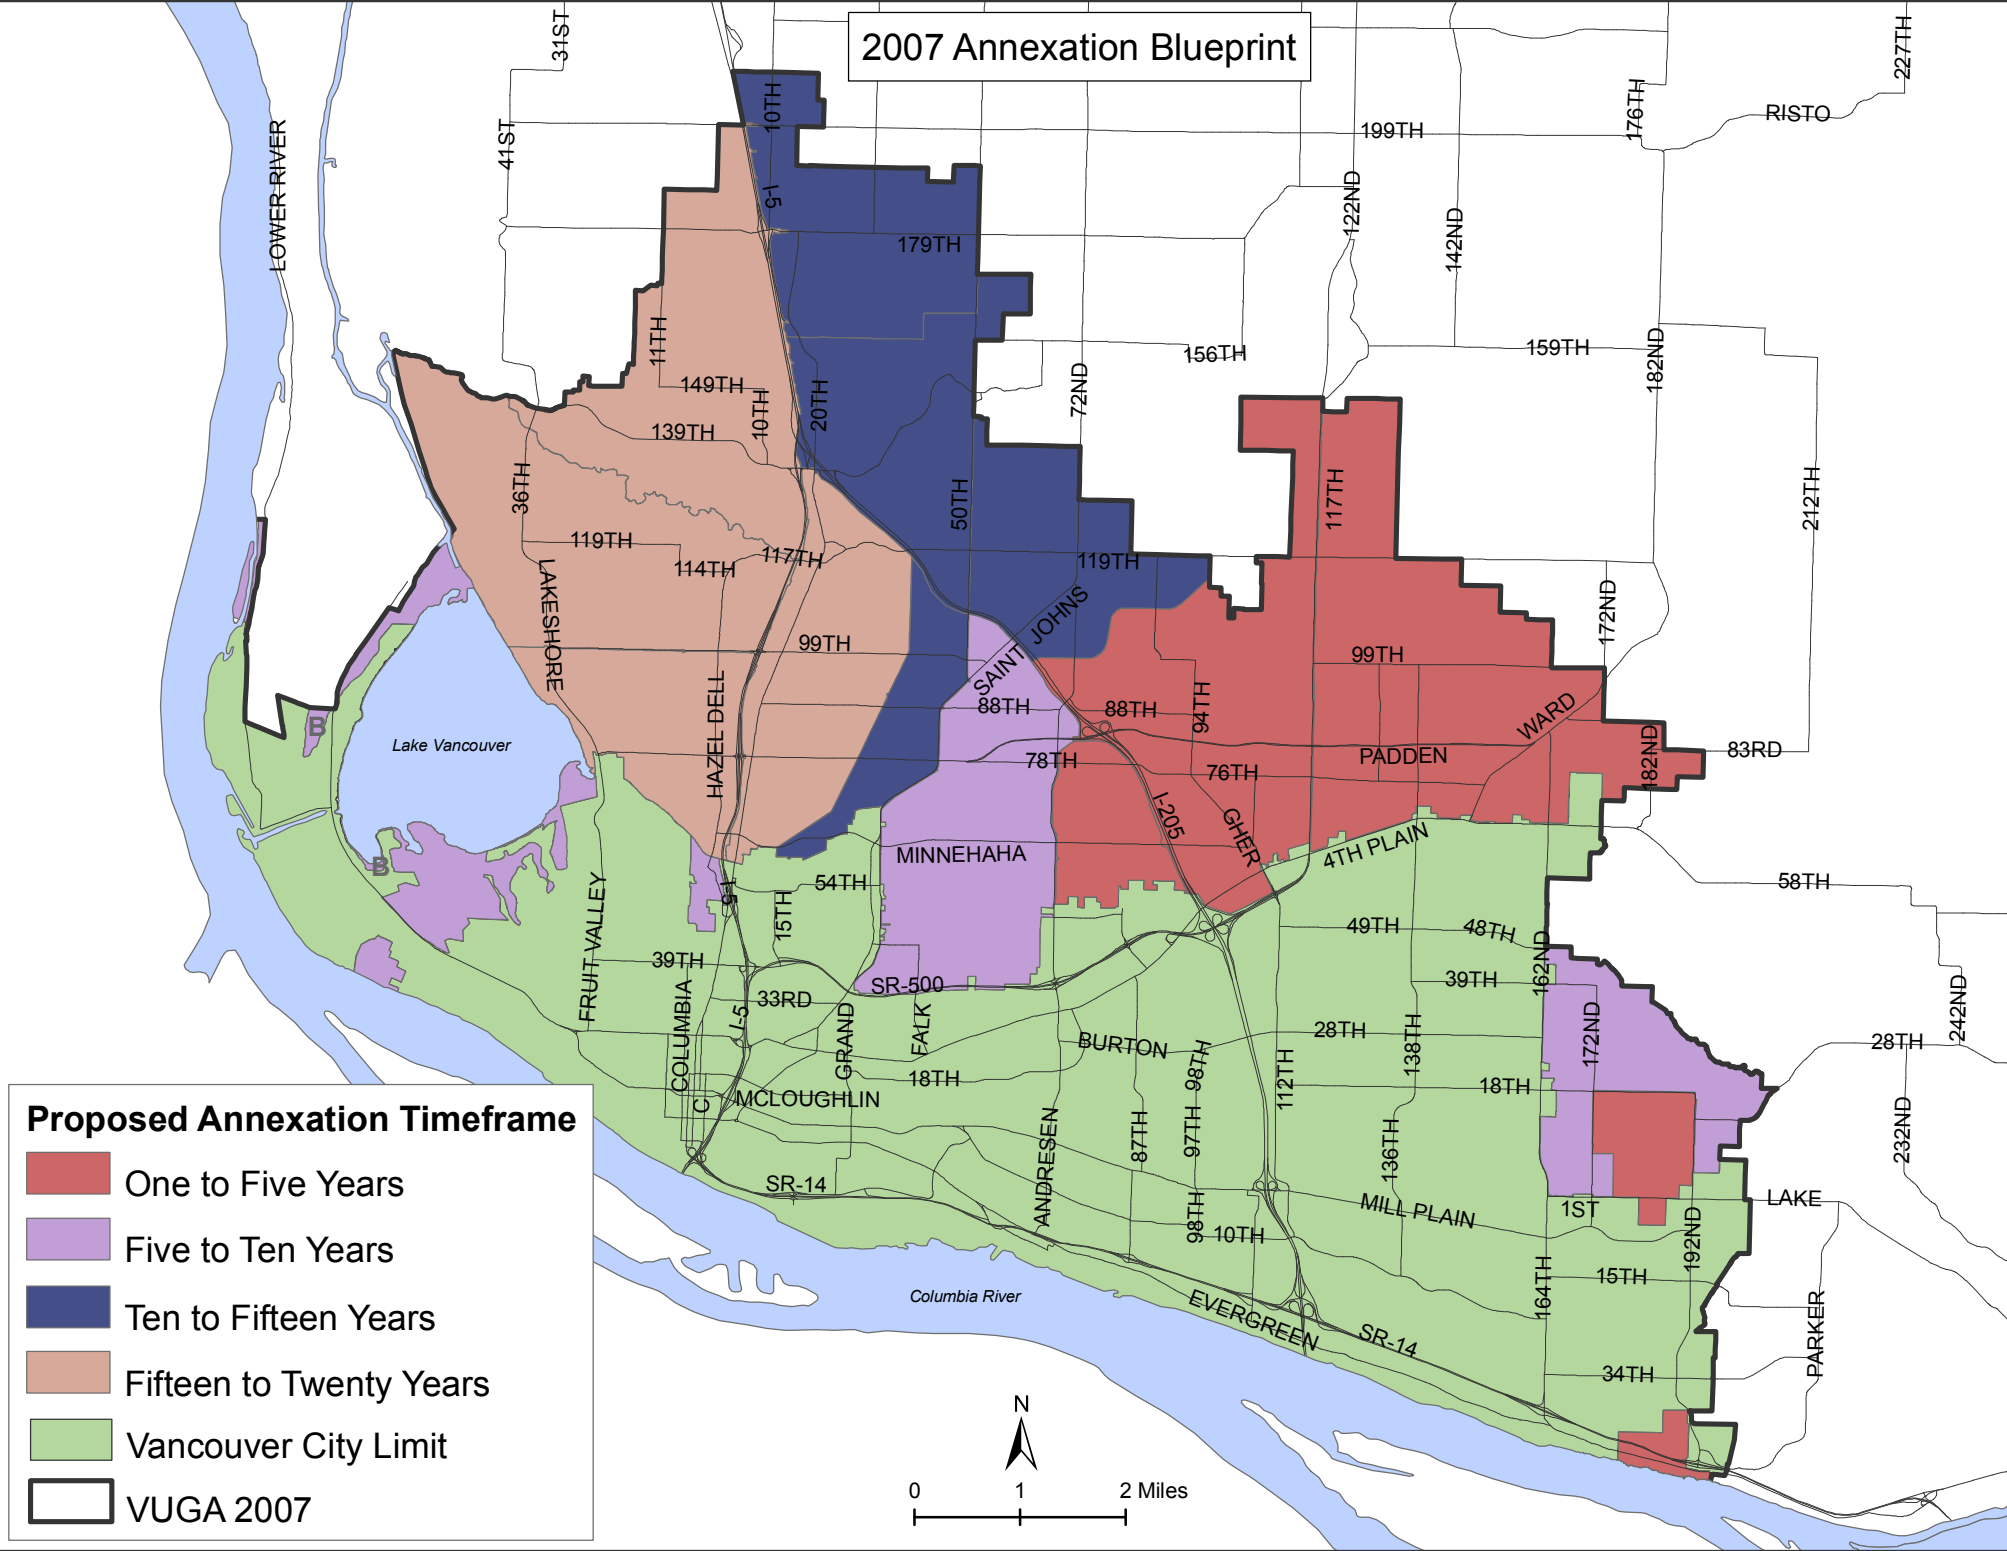 2007 Annexation Blueprint
31ST
227TH
10TH
176TH
RISTO
41ST
199TH
LOWER RIVER
I-5
122ND
142ND
179TH
11TH
156TH
159TH
182ND
149TH
72ND
10TH
20TH
139TH
36TH
50TH
117TH
212TH
119TH
117TH
114TH
119TH
LAKESHORE
172ND
SAINT JOHNS
99TH
99TH
HAZEL DELL
88TH
88TH
94TH
WARD
Lake Vancouver
B
78TH
76TH
PADDEN
182ND
83RD
I-205
GHER
4TH PLAIN
MINNEHAHA
B
I-5
54TH
58TH
FRUIT VALLEY
15TH
49TH
48TH
162ND
39TH
39TH
SR-500
33RD
COLUMBIA
I-5
GRAND
FALK
BURTON
28TH
138TH
172ND
242ND
28TH
18TH
98TH
112TH
18TH
C
MCLOUGHLIN
ANDRESEN
87TH
97TH
136TH
232ND
SR-14
98TH
10TH
MILL PLAIN
1ST
192ND
LAKE
15TH
164TH
Columbia River
EVERGREEN
SR-14
PARKER
34TH
Proposed Annexation Timeframe
One to Five Years
Five to Ten Years
Ten to Fifteen Years
Fifteen to Twenty Years
Vancouver City Limit
VUGA 2007
N
0 1 2 Miles